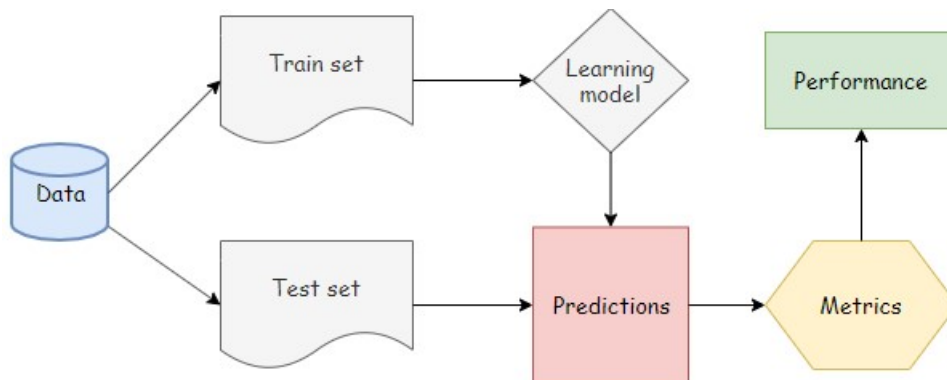 Train set
Learning
model
Performance
Data
Test set
Predictions
Metrics